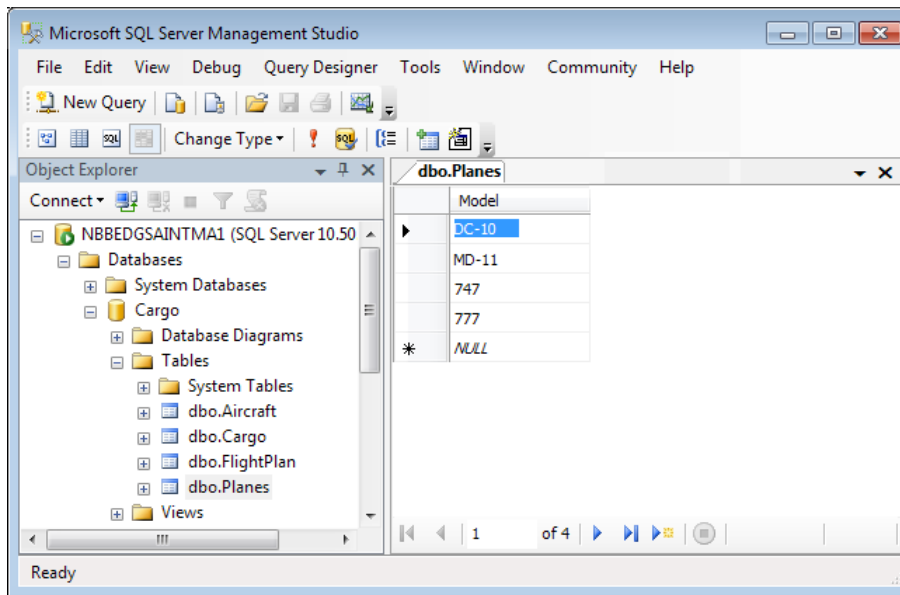 Microsoft SQL Server Management Studio
File Edit View Debug Query Designer Tools Window Community Help
New Query
SQL Change Type SQL
Object Explorer
Connect
NBBEDGSAINTMA1 (SQL Server 10.50
Databases
System Databases
Cargo
Database Diagrams
Tables
System Tables
dbo.Aircraft
dbo.Cargo
dbo.FlightPlan
dbo.Planes
Views
dbo.Planes
Model
DC-10
MD-11
747
777
NULL
1 of 4
Ready